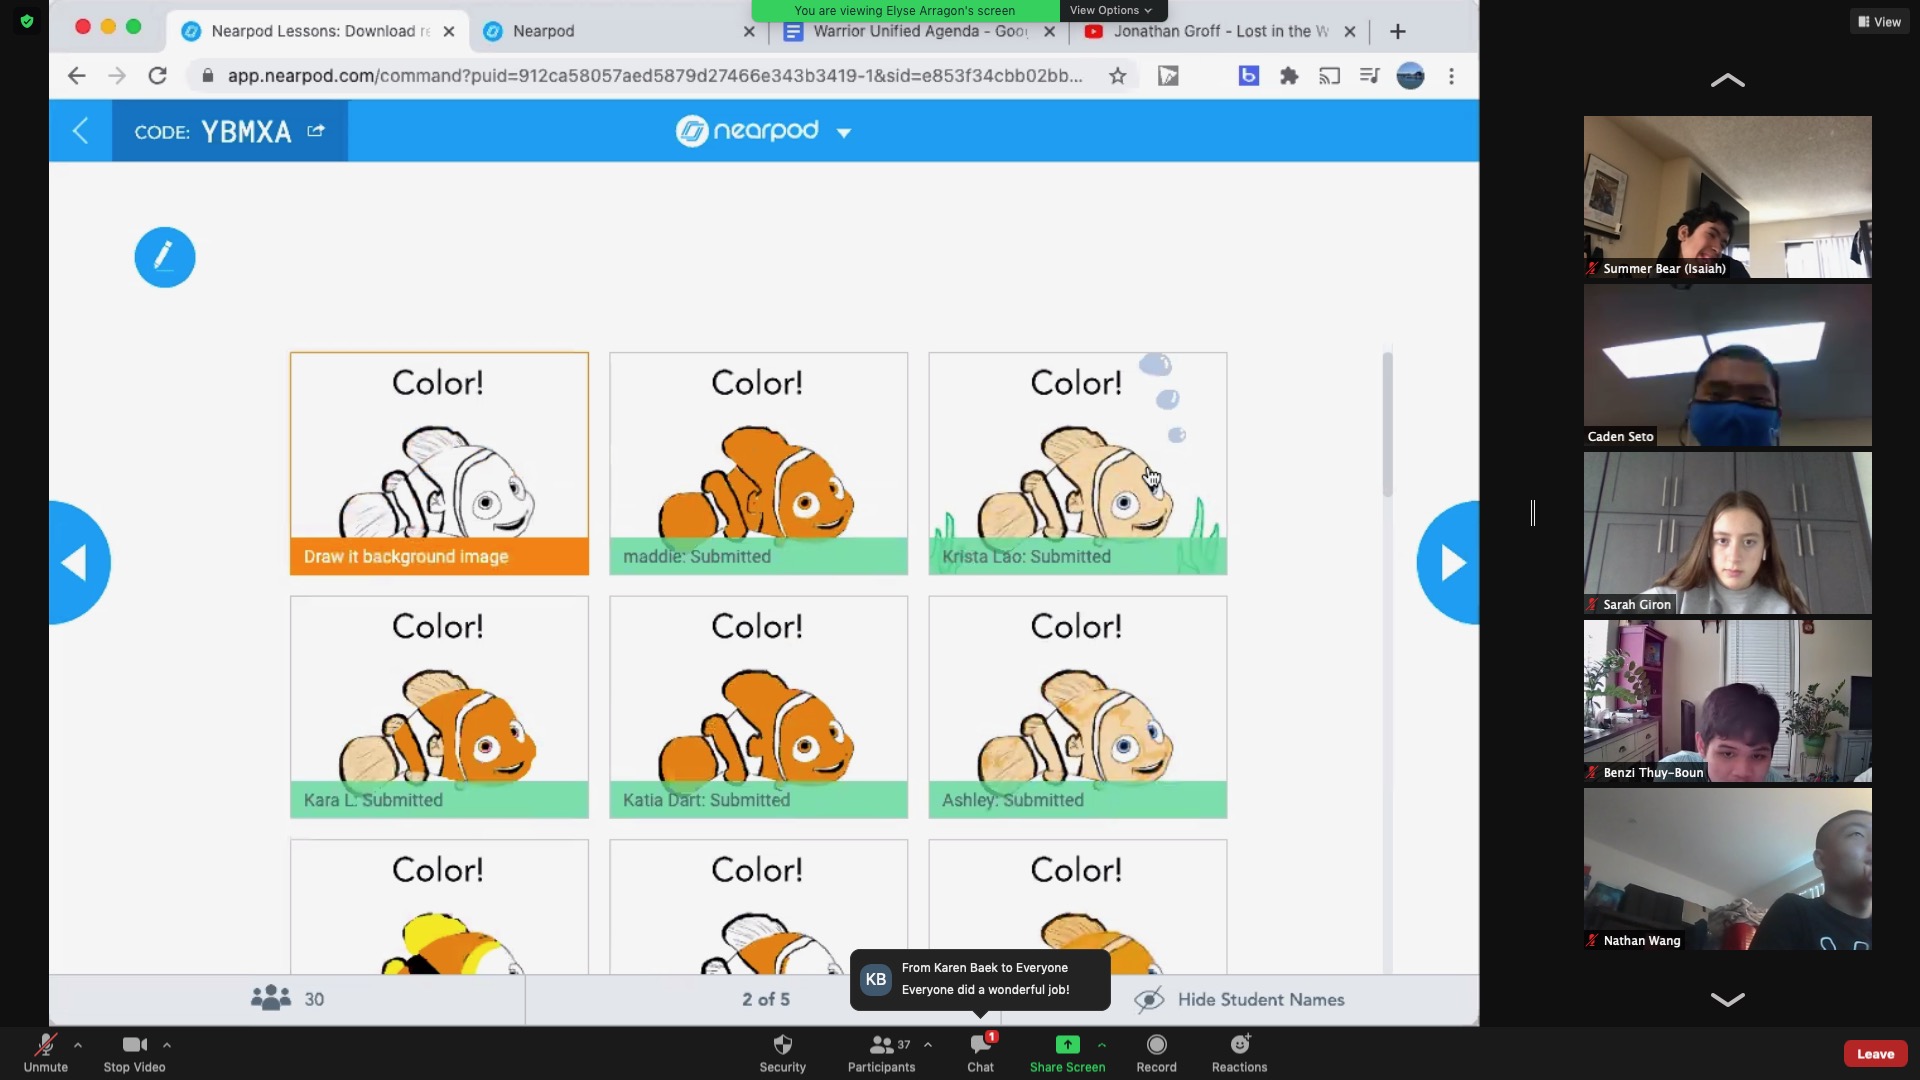 You are viewing Elyse Arragon's screen
View Options
View
Nearpod Lessons: Download re
Nearpod
Warrior Unified Agenda - Goo
Jonathan Groff - Lost in the W
app.nearpod.com/command?puid=912ca58057aed5879d27466e343b3419-1&sid=e853f34cbb02bb...
CODE: YBMXA
nearpod
Color!
Color!
Color!
Draw it background image
maddie: Submitted
Krista Lao: Submitted
Color!
Color!
Color!
Kara L: Submitted
Katia Dart: Submitted
Ashley: Submitted
Color!
Color!
Color!
30
2 of 5
Hide Student Names
KB
From Karen Baek to Everyone
Everyone did a wonderful job!
Summer Bear (Isaiah)
Caden Seto
Sarah Giron
Benzi Thuy-Boun
Nathan Wang
Unmute
Stop Video
Security
37
Participants
1
Chat
Share Screen
Record
Reactions
Leave